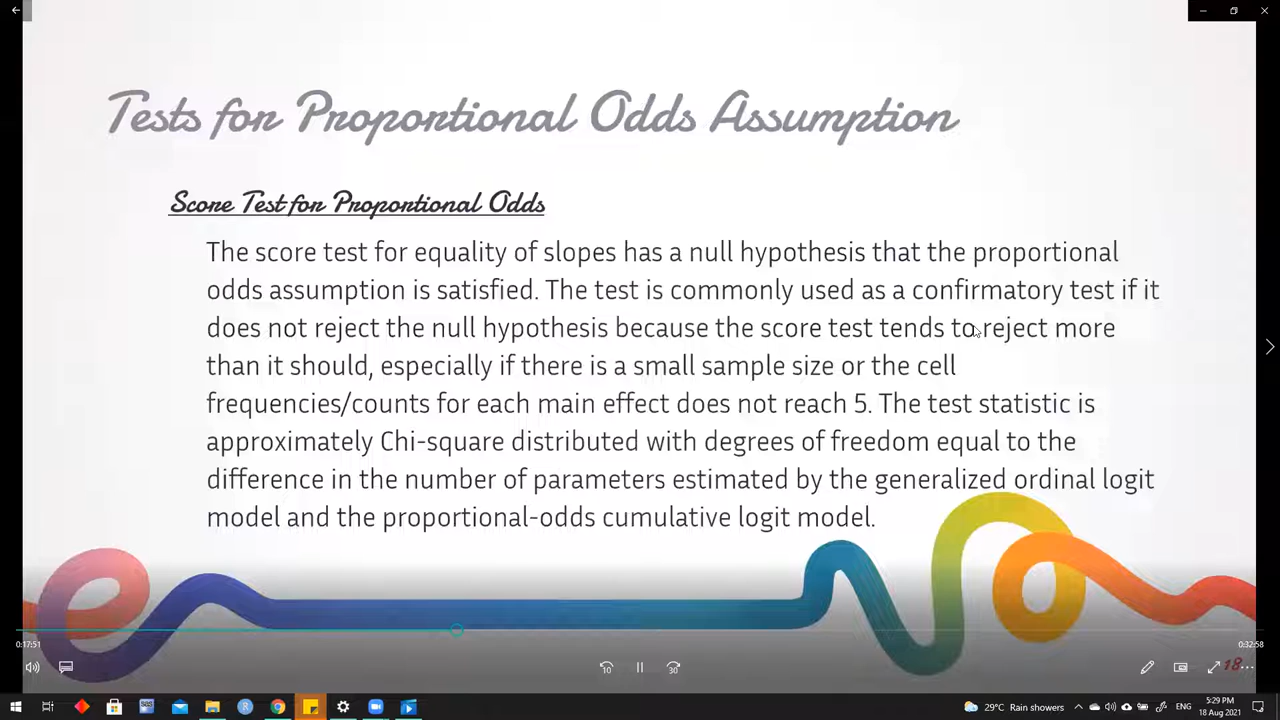 Tests for Proportional Odds Assumption
Score Test for Proportional Odds
The score test for equality of slopes has a null hypothesis that the proportional
odds assumption is satisfied. The test is commonly used as a confirmatory test if it
does not reject the null hypothesis because the score test tends to reject more
than it should, especially if there is a small sample size or the cell
frequencies/counts for each main effect does not reach 5. The test statistic is
approximately Chi-square distributed with degrees of freedom equal to the
difference in the number of parameters estimated by the generalized ordinal logit
model and the proportional-odds cumulative logit model.
0:17:51
0:32:58
10
30
18
29°C Rain showers
ENG
5:29 PM
18 Aug 2021